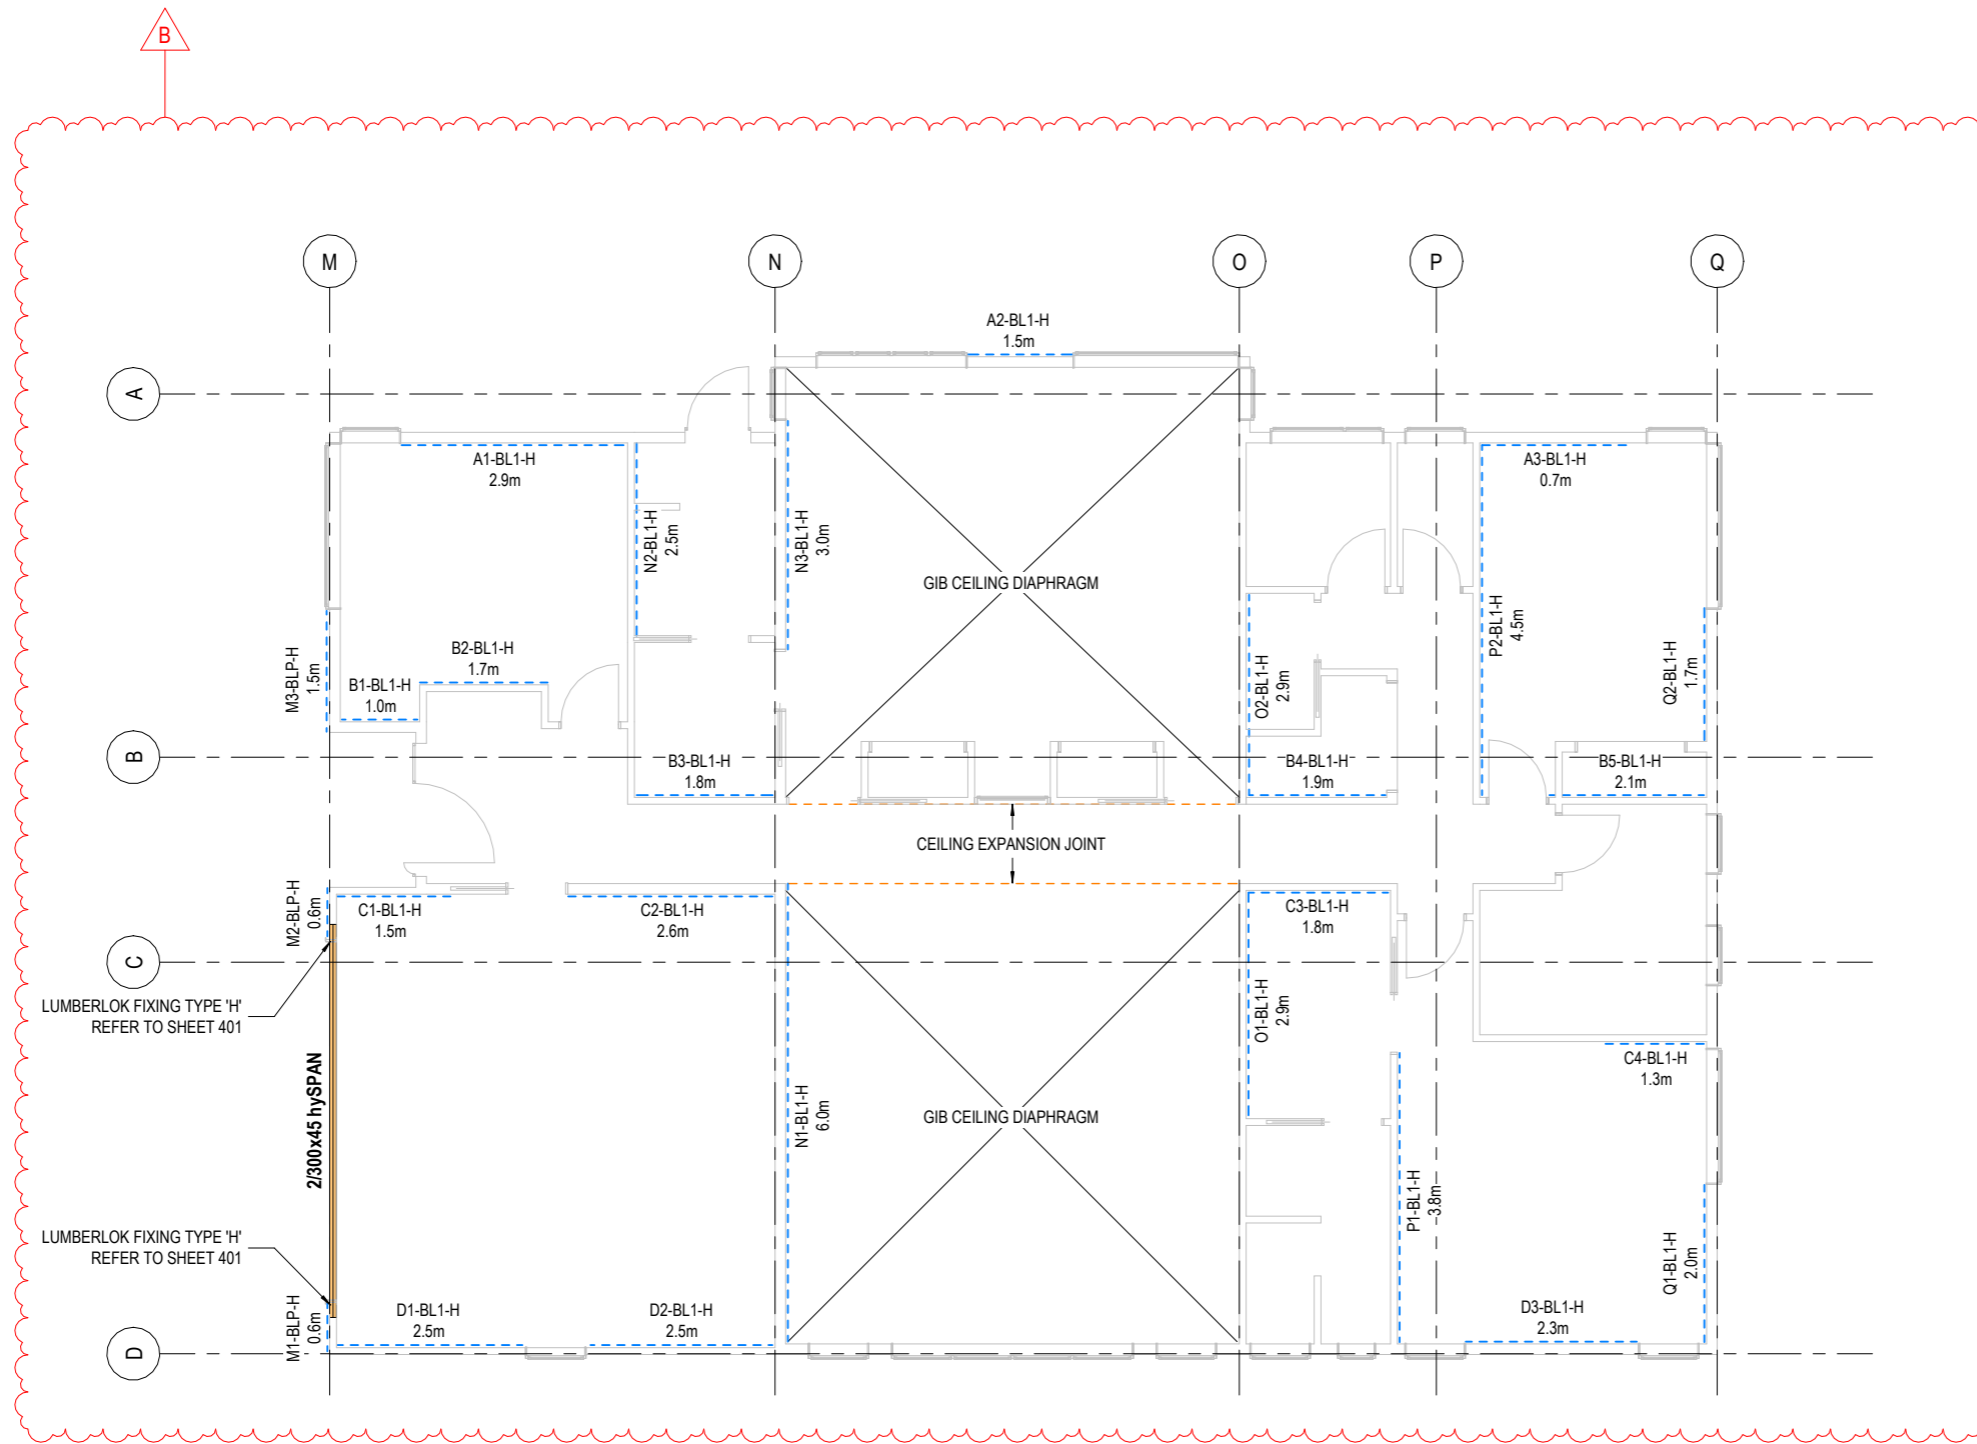 B
M
N
O
P
Q
A2-BL1-H
1.5m
A
A1-BL1-H
2.9m
A3-BL1-H
0.7m
N2-BL1-H
2.5m
N3-BL1-H
3.0m
GIB CEILING DIAPHRAGM
P2-BL1-H
4.5m
M3-BLP-H
1.5m
B2-BL1-H
1.7m
B1-BL1-H
1.0m
O2-BL1-H
2.9m
Q2-BL1-H
1.7m
B
B3-BL1-H
1.8m
B4-BL1-H
1.9m
B5-BL1-H
2.1m
CEILING EXPANSION JOINT
M2-BLP-H
0.6m
C1-BL1-H
1.5m
C2-BL1-H
2.6m
C3-BL1-H
1.8m
C
LUMBERLOK FIXING TYPE 'H'
REFER TO SHEET 401
O1-BL1-H
2.9m
C4-BL1-H
1.3m
2/300x45 hySPAN
N1-BL1-H
6.0m
GIB CEILING DIAPHRAGM
P1-BL1-H
3.8m
LUMBERLOK FIXING TYPE 'H'
REFER TO SHEET 401
Q1-BL1-H
2.0m
M1-BLP-H
0.6m
D1-BL1-H
2.5m
D2-BL1-H
2.5m
D3-BL1-H
2.3m
D